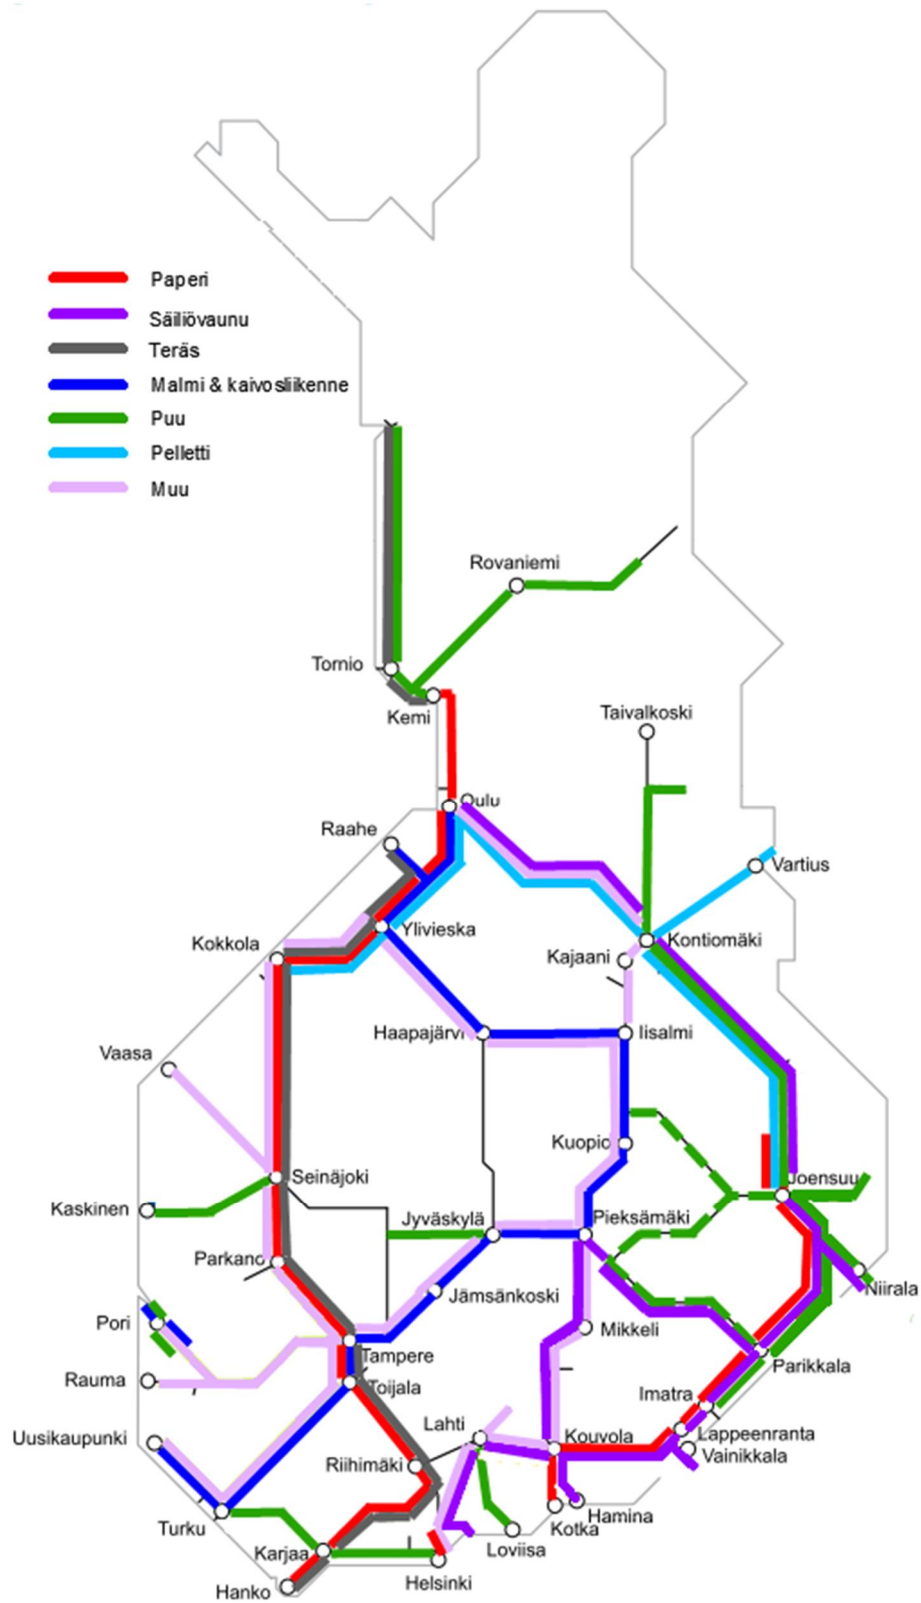 Paperi
Säiliövaunu
Teräs
Malmi & kaivosliikenne
Puu
Pelletti
Muu
Rovaniemi
Tornio
Kemi
Taivalkoski
Oulu
Raahe
Vartius
Ylivieska
Kokkola
Kontiomäki
Kajaani
Haapajärvi
Iisalmi
Vaasa
Kuopio
Seinäjoki
Joensuu
Kaskinen
Jyväskylä
Pieksämäki
Parkano
Niirala
Jämsänkoski
Pori
Mikkeli
Tampere
Parikkala
Rauma
Toijala
Imatra
Lahti
Kouvola
Lappeenranta
Uusikaupunki
Vainikkala
Riihimäki
Hamina
Turku
Kotka
Loviisa
Karjaa
Helsinki
Hanko